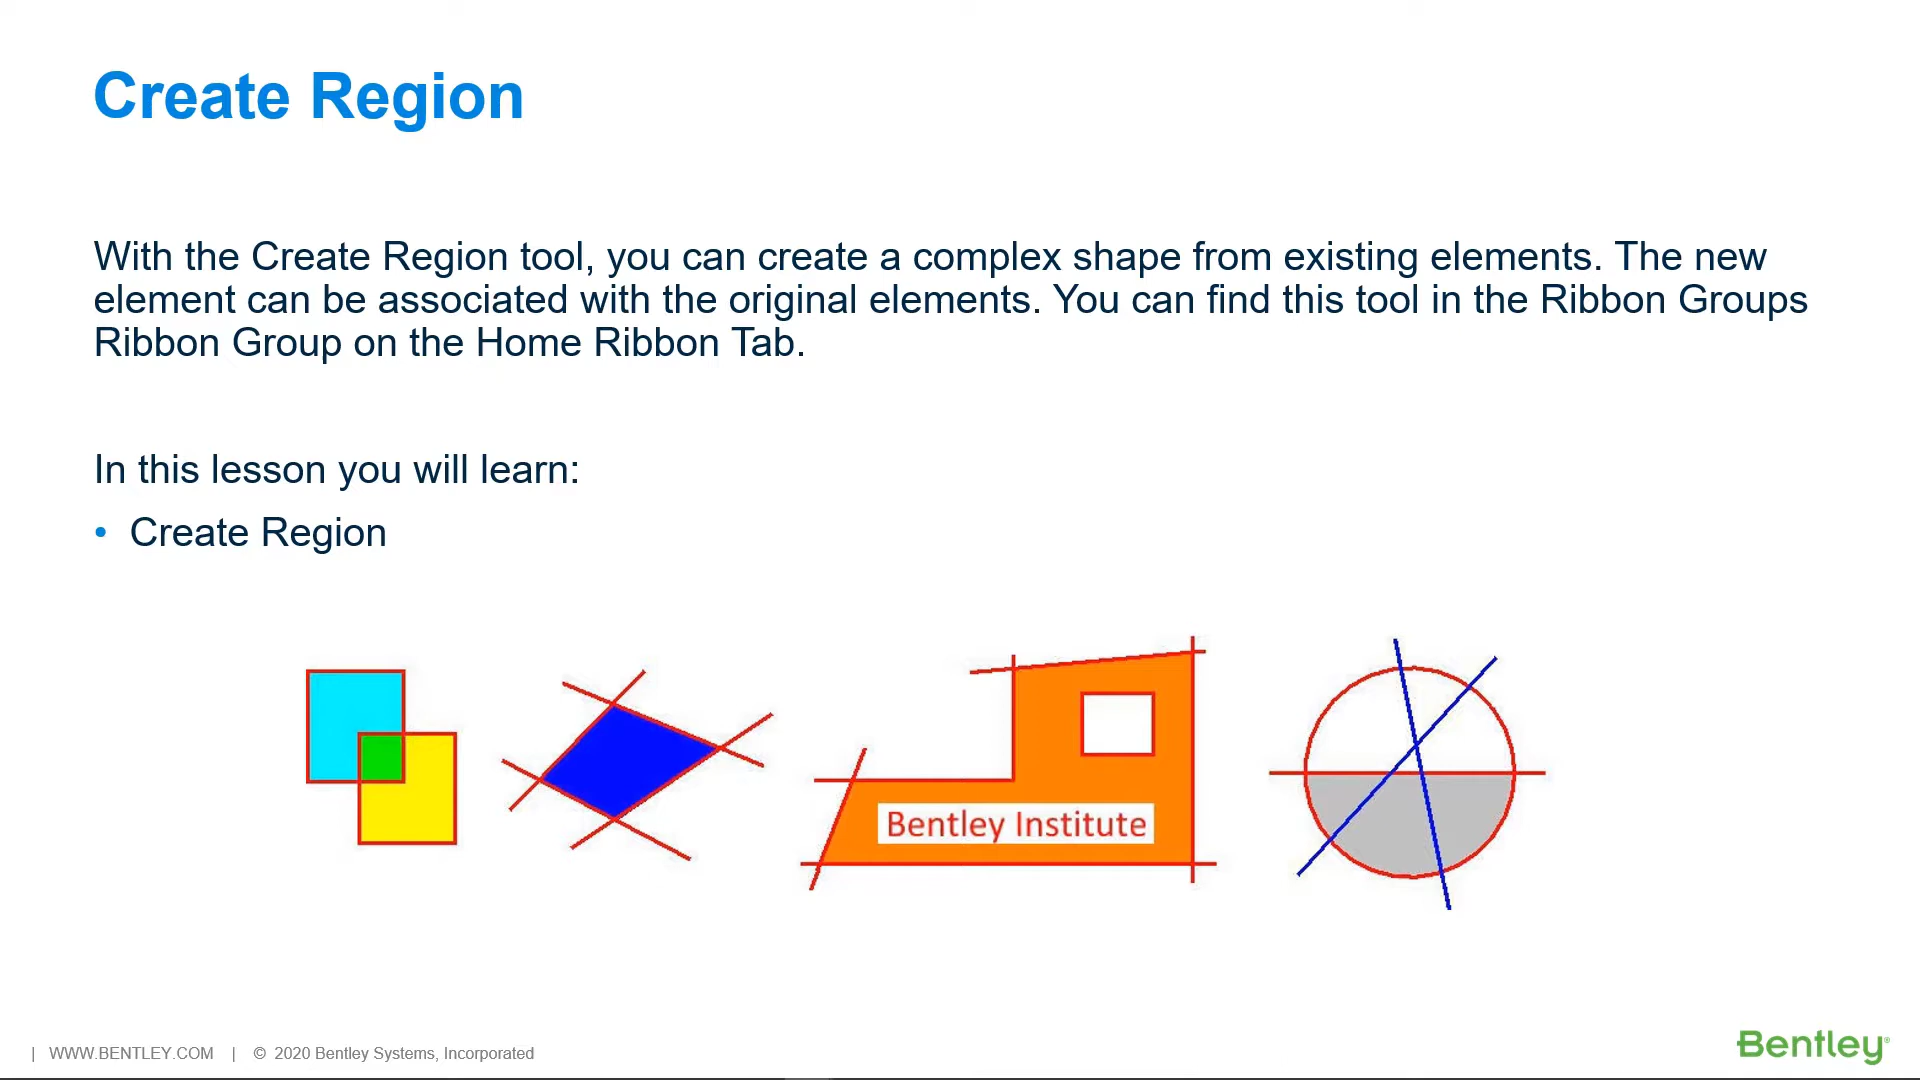 Create Region
With the Create Region tool, you can create a complex shape from existing elements. The new
element can be associated with the original elements. You can find this tool in the Ribbon Groups
Ribbon Group on the Home Ribbon Tab.
In this lesson you will learn:
• Create Region
Bentley Institute
| WWW.BENTLEY.COM | © 2020 Bentley Systems, Incorporated
Bentley®